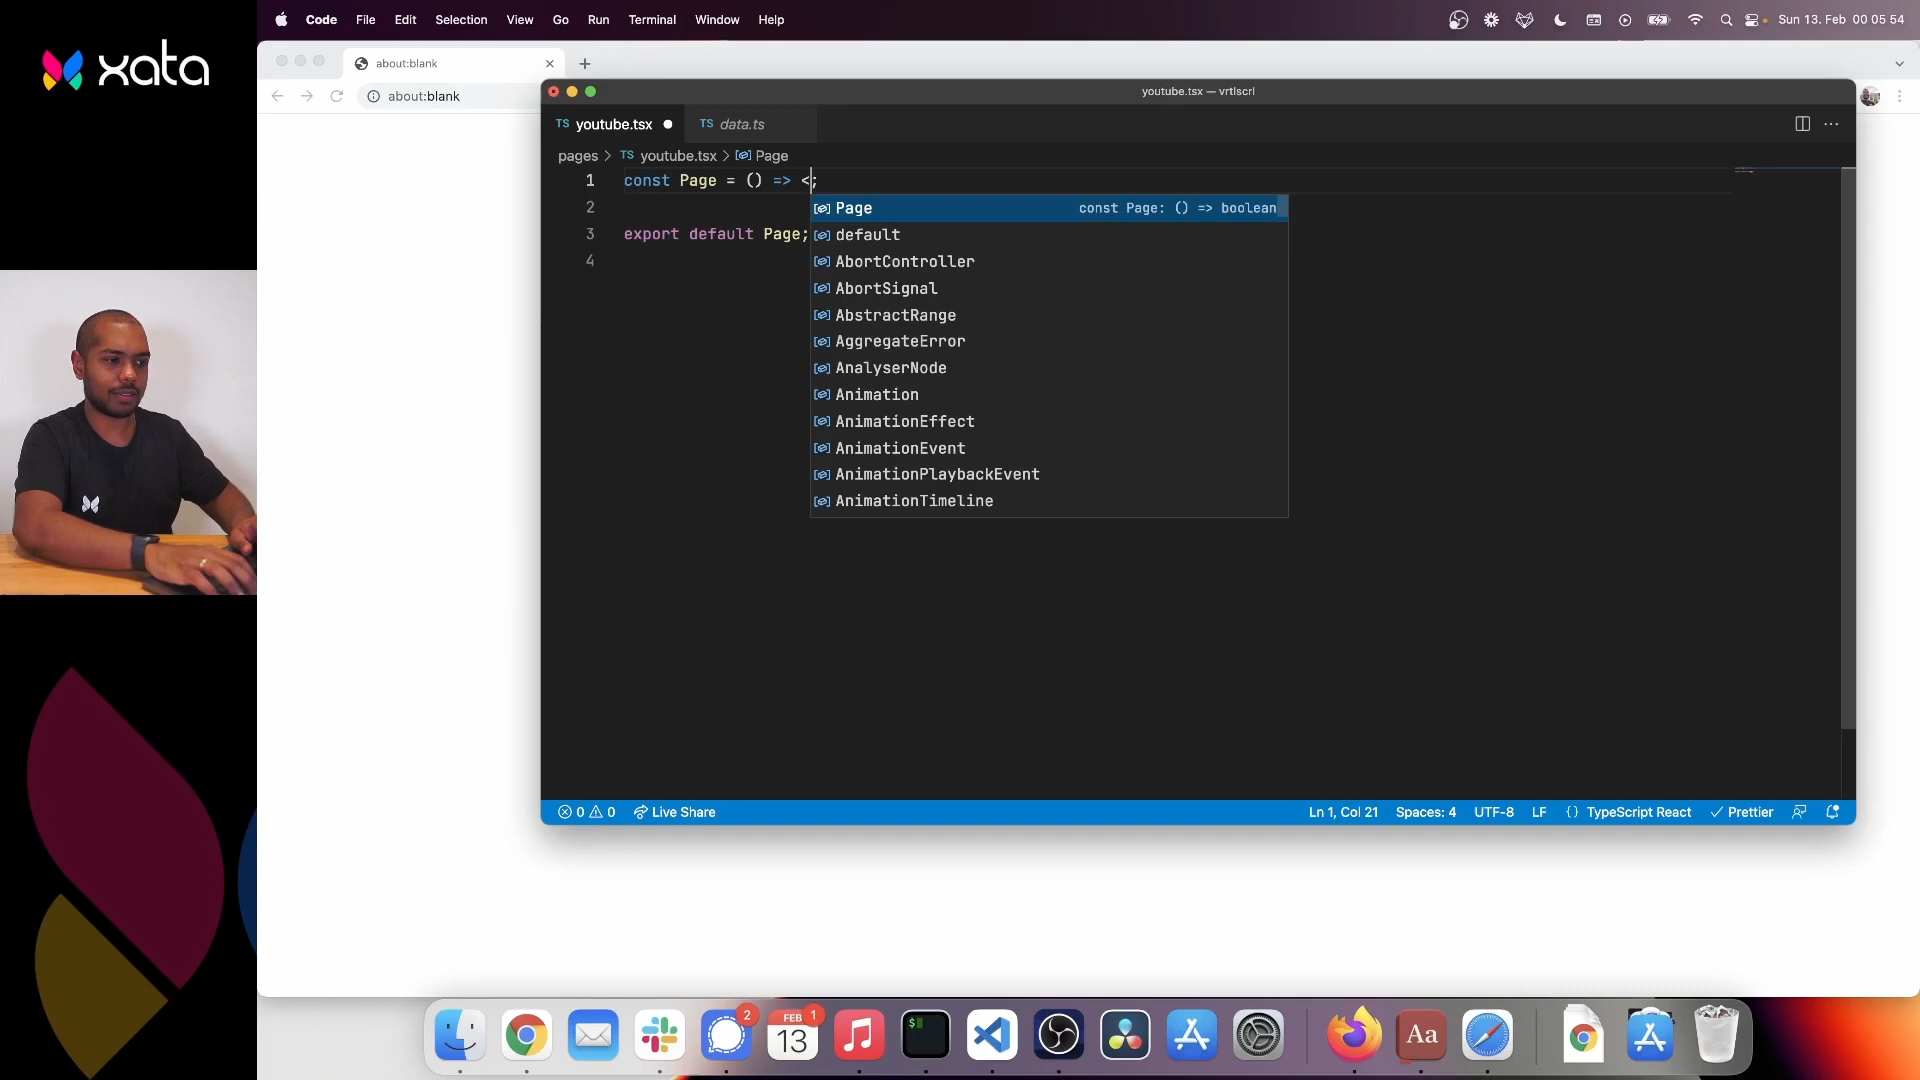 xata
Code File Edit Selection View Go Run Terminal Window Help
Sun 13. Feb 00 05 54
about:blank
about:blank
youtube.tsx — vrtlscrl
TS youtube.tsx
TS data.ts
pages > TS youtube.tsx > Page
1 const Page = () => <;
2
3 export default Page;
4
Page const Page: () => boolean
default
AbortController
AbortSignal
AbstractRange
AggregateError
AnalyserNode
Animation
AnimationEffect
AnimationEvent
AnimationPlaybackEvent
AnimationTimeline
0 0 Live Share
Ln 1, Col 21 Spaces: 4 UTF-8 LF {} TypeScript React Prettier
2
FEB 1
13
$
Aa